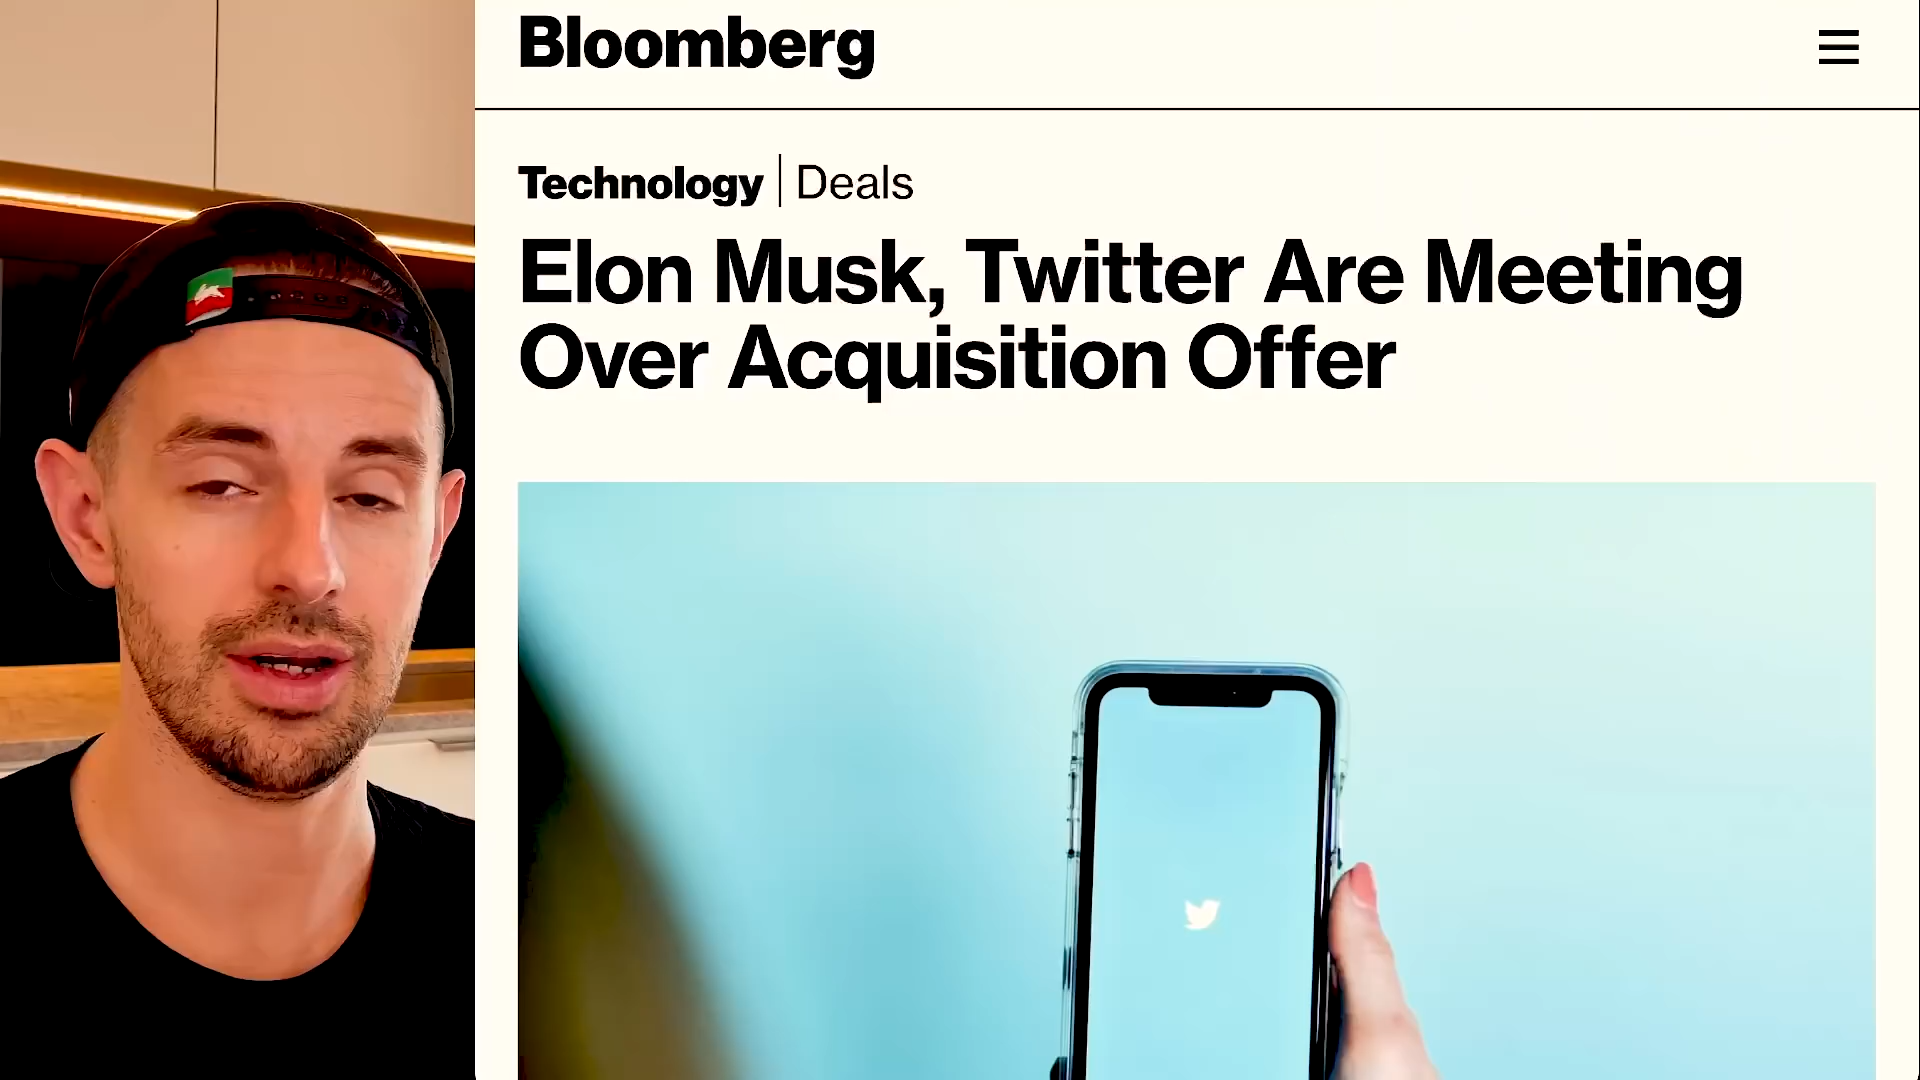 Bloomberg
Technology | Deals
Elon Musk, Twitter Are Meeting
Over Acquisition Offer